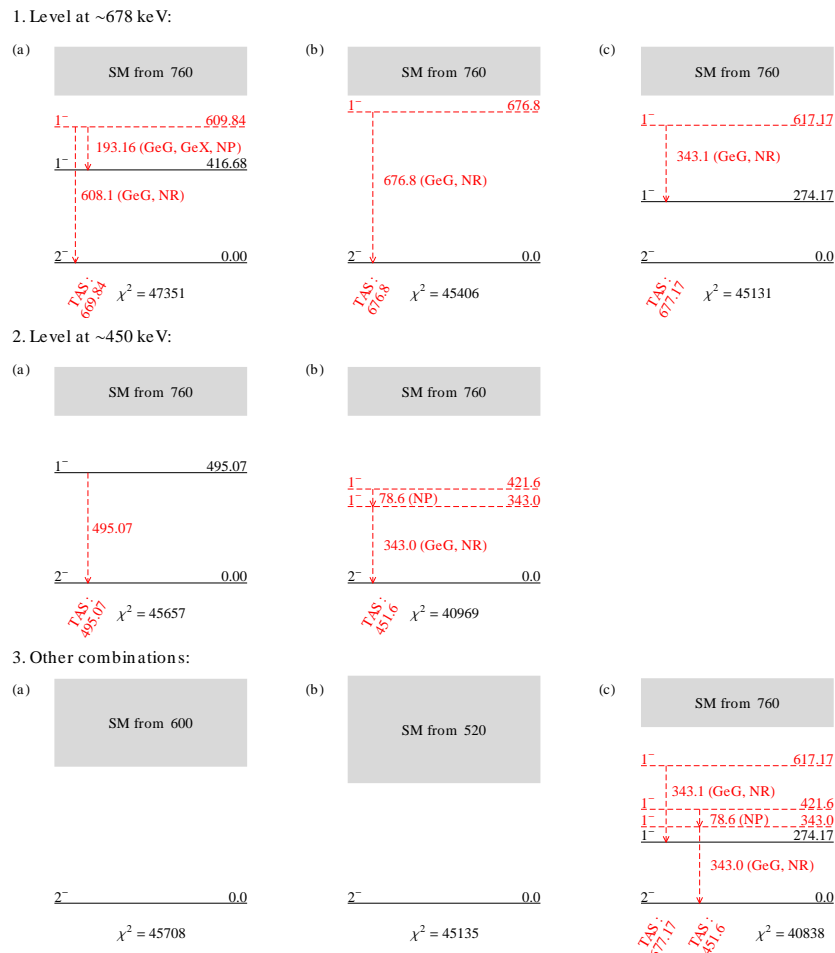 1. Level at ~678 keV:
(a)
SM from 760
1⁻ 609.84
193.16 (GeG, GeX, NP)
1⁻ 416.68
608.1 (GeG, NR)
2⁻ 0.00
TAS:
669.84
χ² = 47351
(b)
SM from 760
1⁻ 676.8
676.8 (GeG, NR)
2⁻ 0.0
TAS:
676.8
χ² = 45406
(c)
SM from 760
1⁻ 617.17
343.1 (GeG, NR)
1⁻ 274.17
2⁻ 0.0
TAS:
677.17
χ² = 45131
2. Level at ~450 keV:
(a)
SM from 760
1⁻ 495.07
495.07
2⁻ 0.00
TAS:
495.07
χ² = 45657
(b)
SM from 760
1⁻ 421.6
78.6 (NP)
1⁻ 343.0
343.0 (GeG, NR)
2⁻ 0.0
TAS:
451.6
χ² = 40969
3. Other combinations:
(a)
SM from 600
2⁻ 0.0
χ² = 45708
(b)
SM from 520
2⁻ 0.0
χ² = 45135
(c)
SM from 760
1⁻ 617.17
343.1 (GeG, NR)
1⁻ 421.6
78.6 (NP)
1⁻ 343.0
1⁻ 274.17
343.0 (GeG, NR)
2⁻ 0.0
TAS:
677.17
TAS:
451.6
χ² = 40838